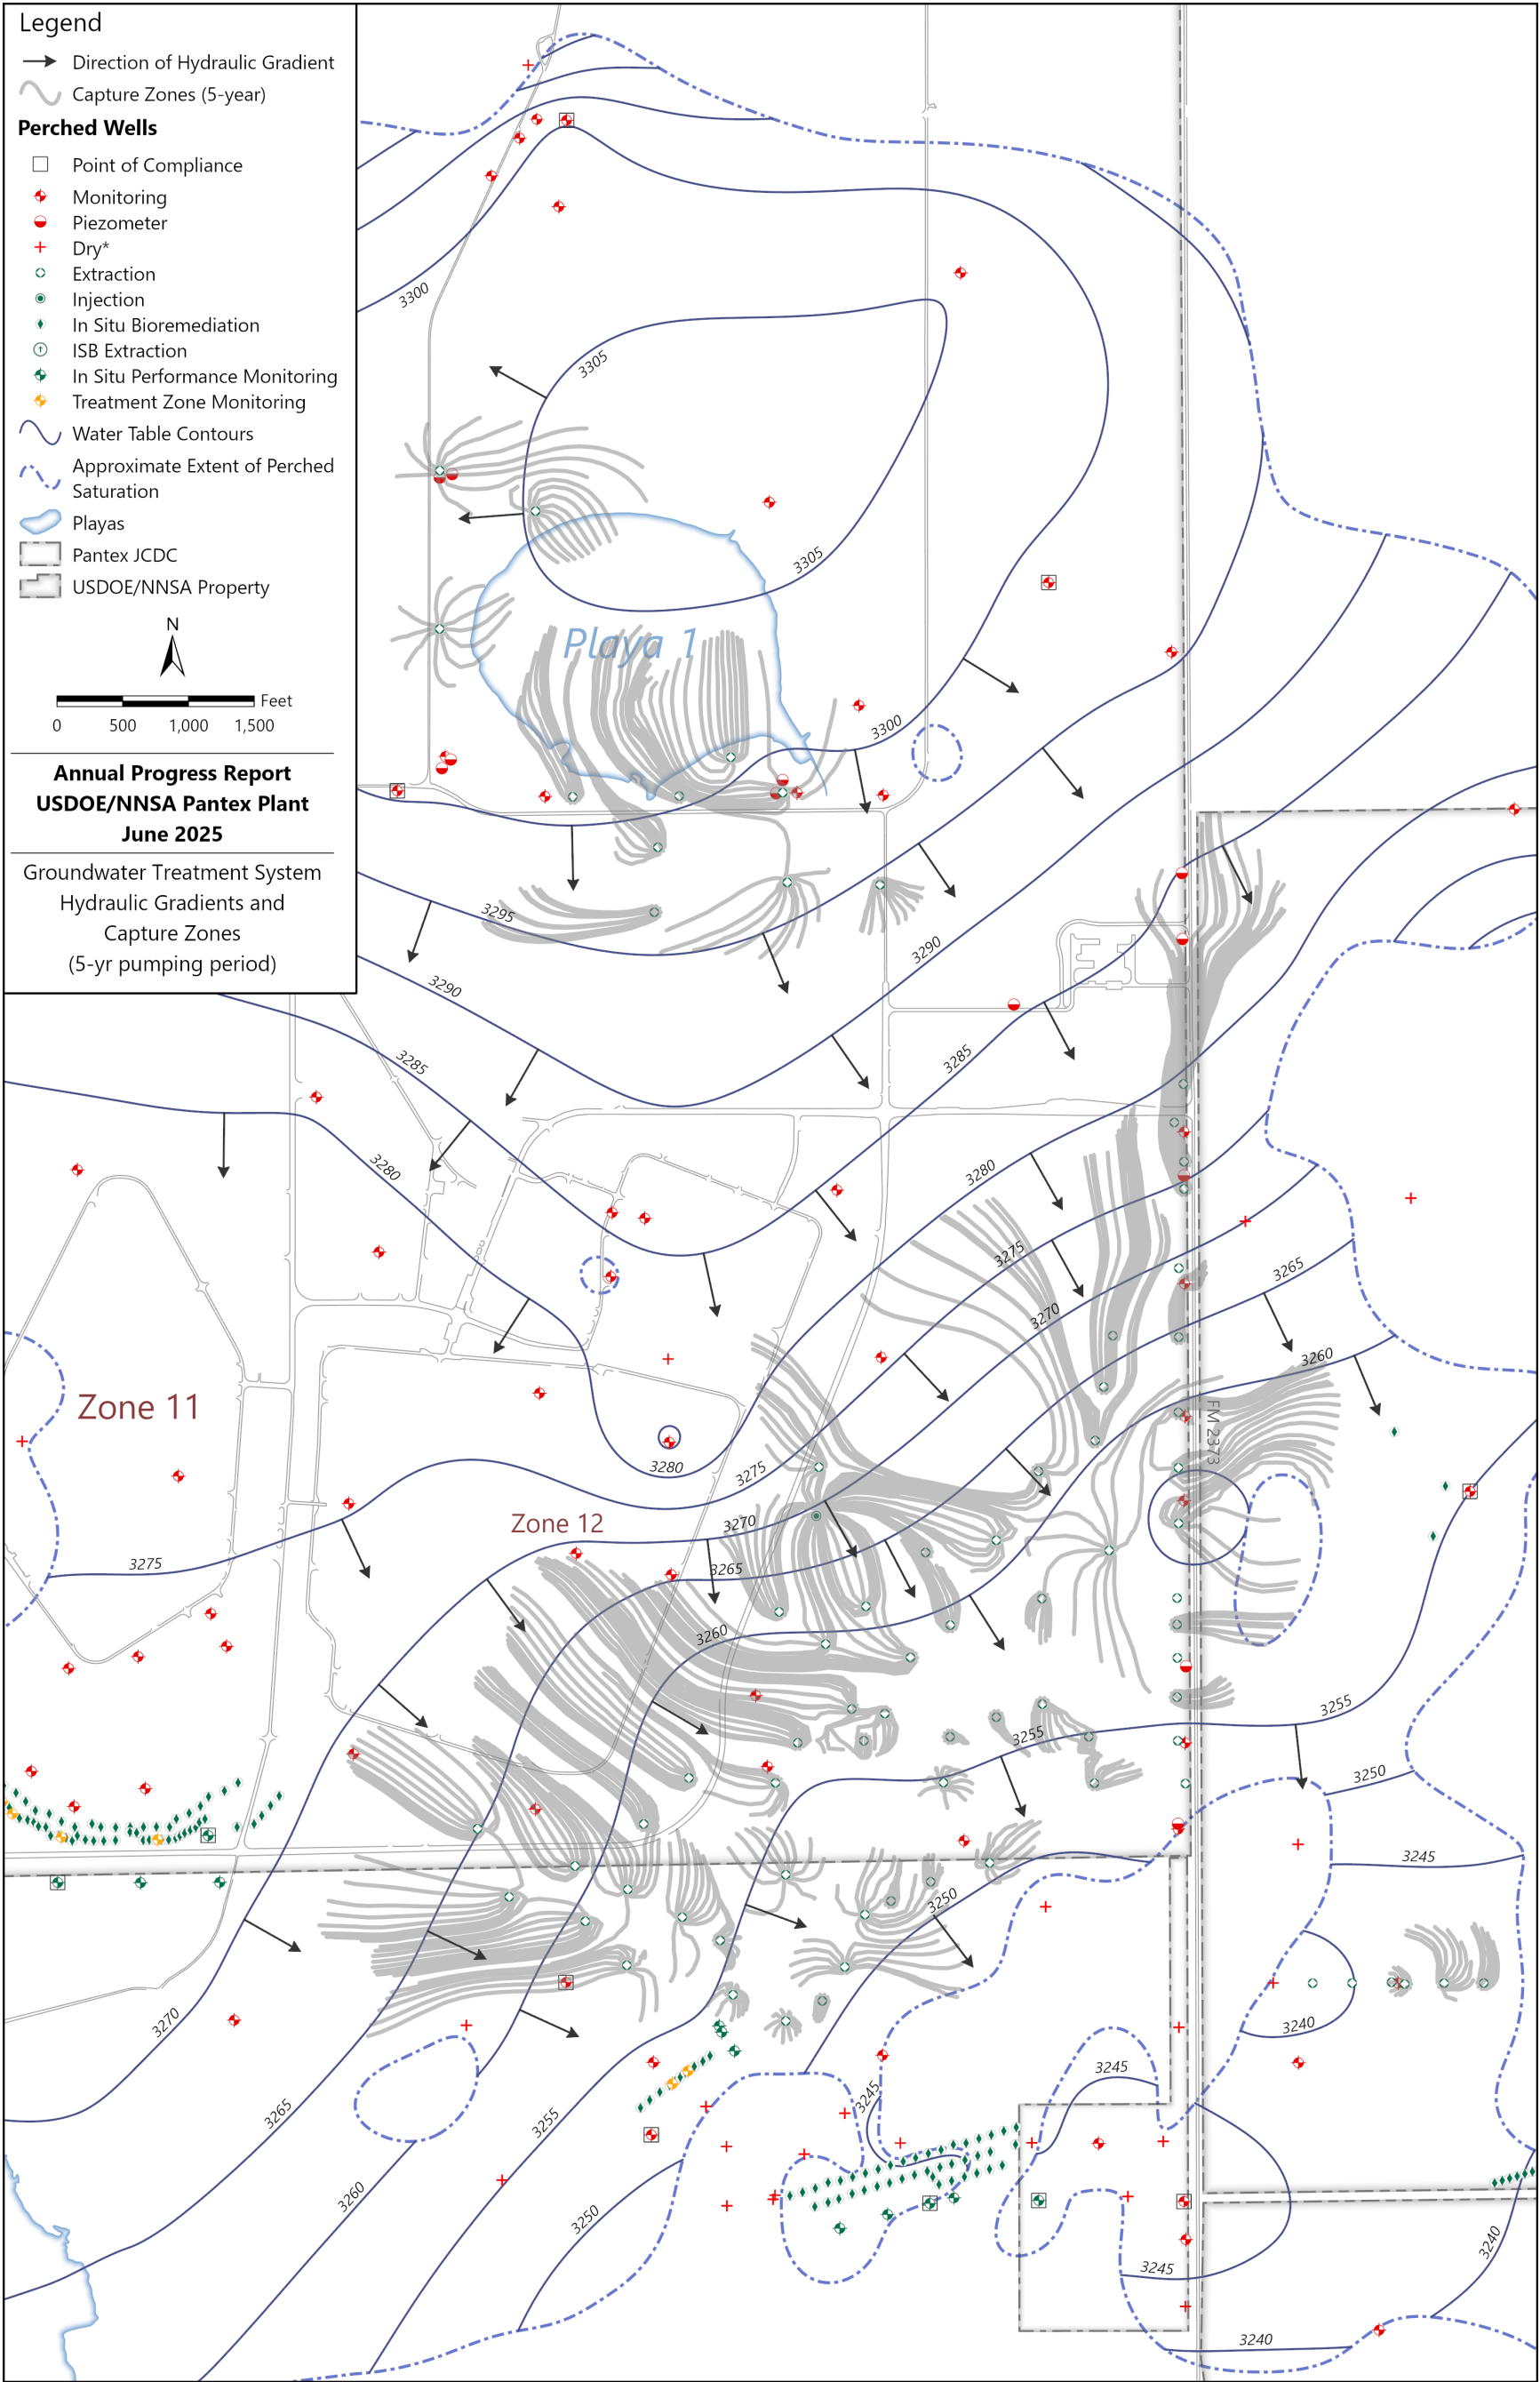 Legend
Direction of Hydraulic Gradient
Capture Zones (5-year)
Perched Wells
Point of Compliance
Monitoring
Piezometer
Dry*
Extraction
Injection
In Situ Bioremediation
ISB Extraction
In Situ Performance Monitoring
Treatment Zone Monitoring
Water Table Contours
Approximate Extent of Perched
Saturation
Playas
Pantex JCDC
USDOE/NNSA Property
N
Feet
0 500 1,000 1,500
Annual Progress Report
USDOE/NNSA Pantex Plant
June 2025
Groundwater Treatment System
Hydraulic Gradients and
Capture Zones
(5-yr pumping period)
3300
3305
3305
Playa 1
3300
3295
3290
3290
3285
3285
3280
3280
3275
3265
3270
3260
Zone 11
FM 2373
3280
3275
Zone 12
3270
3275
3265
3260
3255
3255
3250
3245
3250
3240
3270
3245
3245
3265
3255
3260
3250
3240
3245
3240